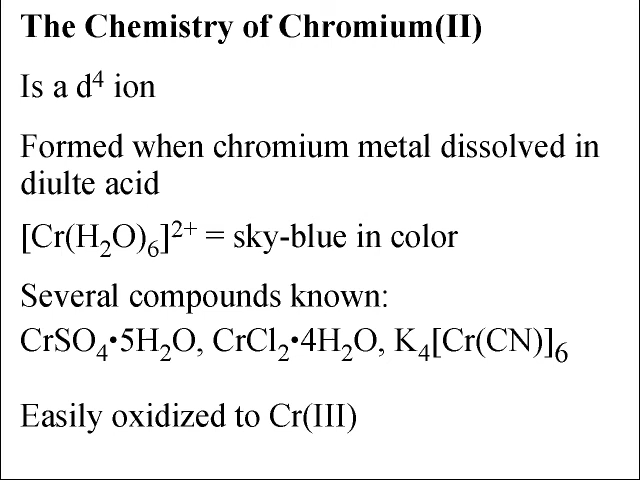 The Chemistry of Chromium(II)
Is a d⁴ ion
Formed when chromium metal dissolved in
diulte acid
[Cr(H₂O)₆]²⁺ = sky-blue in color
Several compounds known:
CrSO₄•5H₂O, CrCl₂•4H₂O, K₄[Cr(CN)]₆
Easily oxidized to Cr(III)